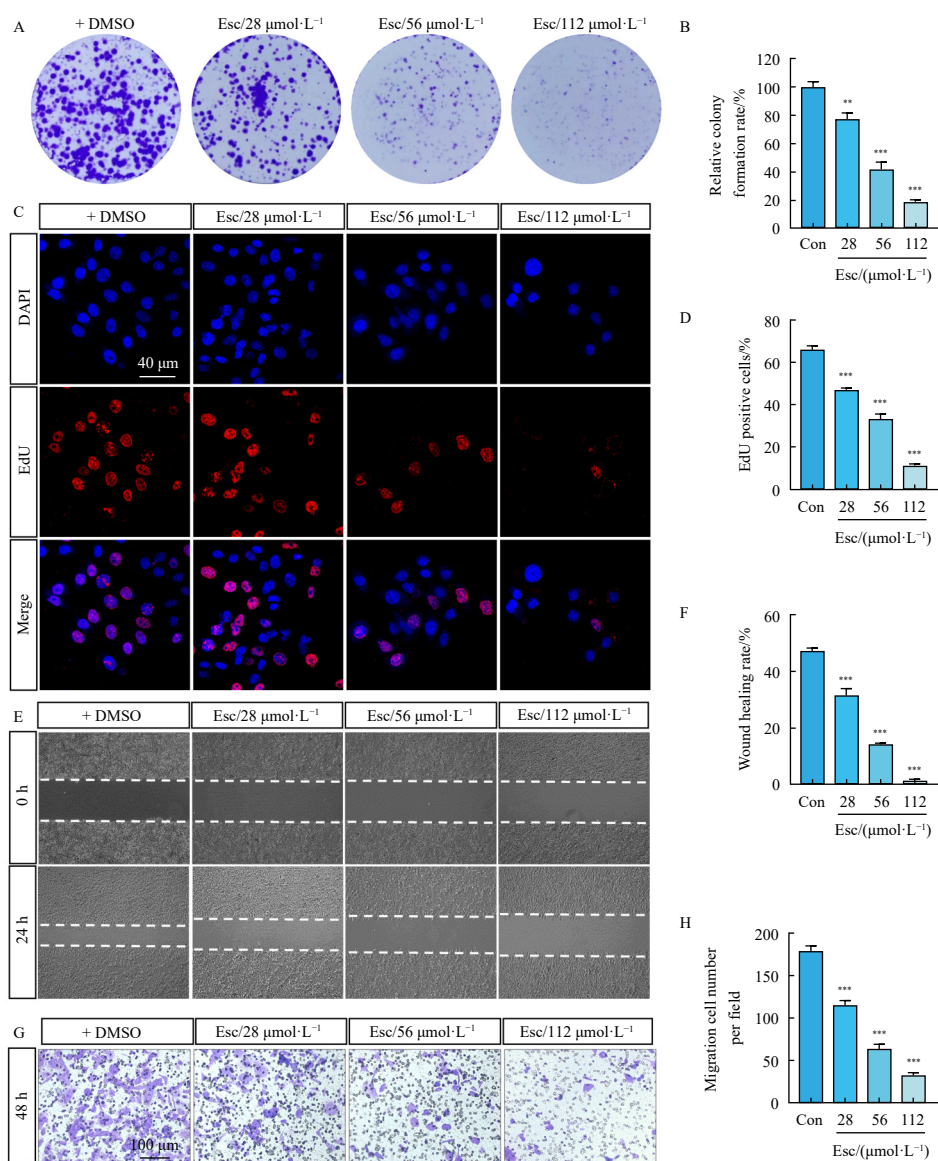 A
+ DMSO
Esc/28 μmol·L⁻¹
Esc/56 μmol·L⁻¹
Esc/112 μmol·L⁻¹
B
Relative colony
formation rate/%
120
100
80
60
40
20
0
**
***
***
Con 28 56 112
Esc/(μmol·L⁻¹)
C
+ DMSO
Esc/28 μmol·L⁻¹
Esc/56 μmol·L⁻¹
Esc/112 μmol·L⁻¹
DAPI
40 μm
EdU
Merge
D
EdU positive cells/%
80
60
40
20
0
***
***
***
Con 28 56 112
Esc/(μmol·L⁻¹)
E
+ DMSO
Esc/28 μmol·L⁻¹
Esc/56 μmol·L⁻¹
Esc/112 μmol·L⁻¹
0 h
24 h
F
Wound healing rate/%
60
40
20
0
***
***
***
Con 28 56 112
Esc/(μmol·L⁻¹)
G
+ DMSO
Esc/28 μmol·L⁻¹
Esc/56 μmol·L⁻¹
Esc/112 μmol·L⁻¹
48 h
100 μm
H
Migration cell number
per field
200
150
100
50
0
***
***
***
Con 28 56 112
Esc/(μmol·L⁻¹)